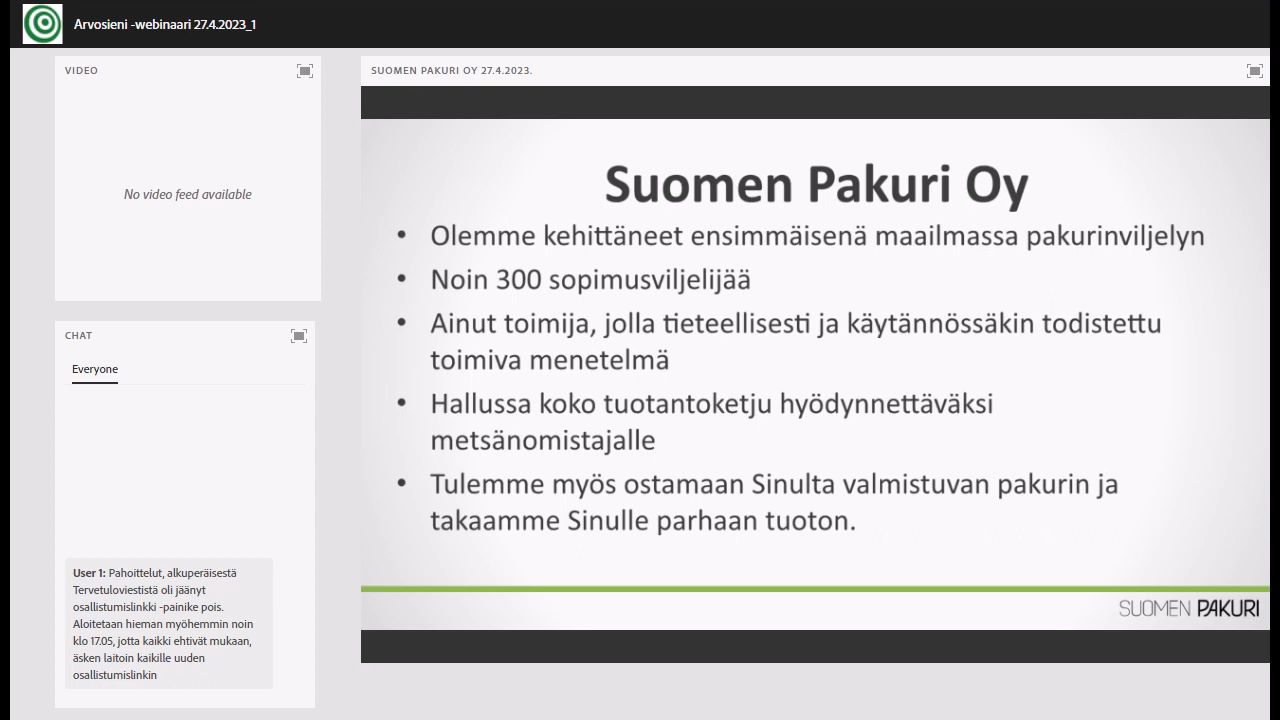 Arvosieni -webinaari 27.4.2023_1
VIDEO
No video feed available
CHAT
Everyone
User 1: Pahoittelut, alkuperäisestä
Tervetuloviestistä oli jäänyt
osallistumislinkki -painike pois.
Aloitetaan hieman myöhemmin noin
klo 17.05, jotta kaikki ehtivät mukaan,
äsken laitoin kaikille uuden
osallistumislinkin
SUOMEN PAKURI OY 27.4.2023.
Suomen Pakuri Oy
• Olemme kehittäneet ensimmäisenä maailmassa pakurinviljelyn
• Noin 300 sopimusviljelijää
• Ainut toimija, jolla tieteellisesti ja käytännössäkin todistettu
toimiva menetelmä
• Hallussa koko tuotantoketju hyödynnettäväksi
metsänomistajalle
• Tulemme myös ostamaan Sinulta valmistuvan pakurin ja
takaamme Sinulle parhaan tuoton.
SUOMEN PAKURI